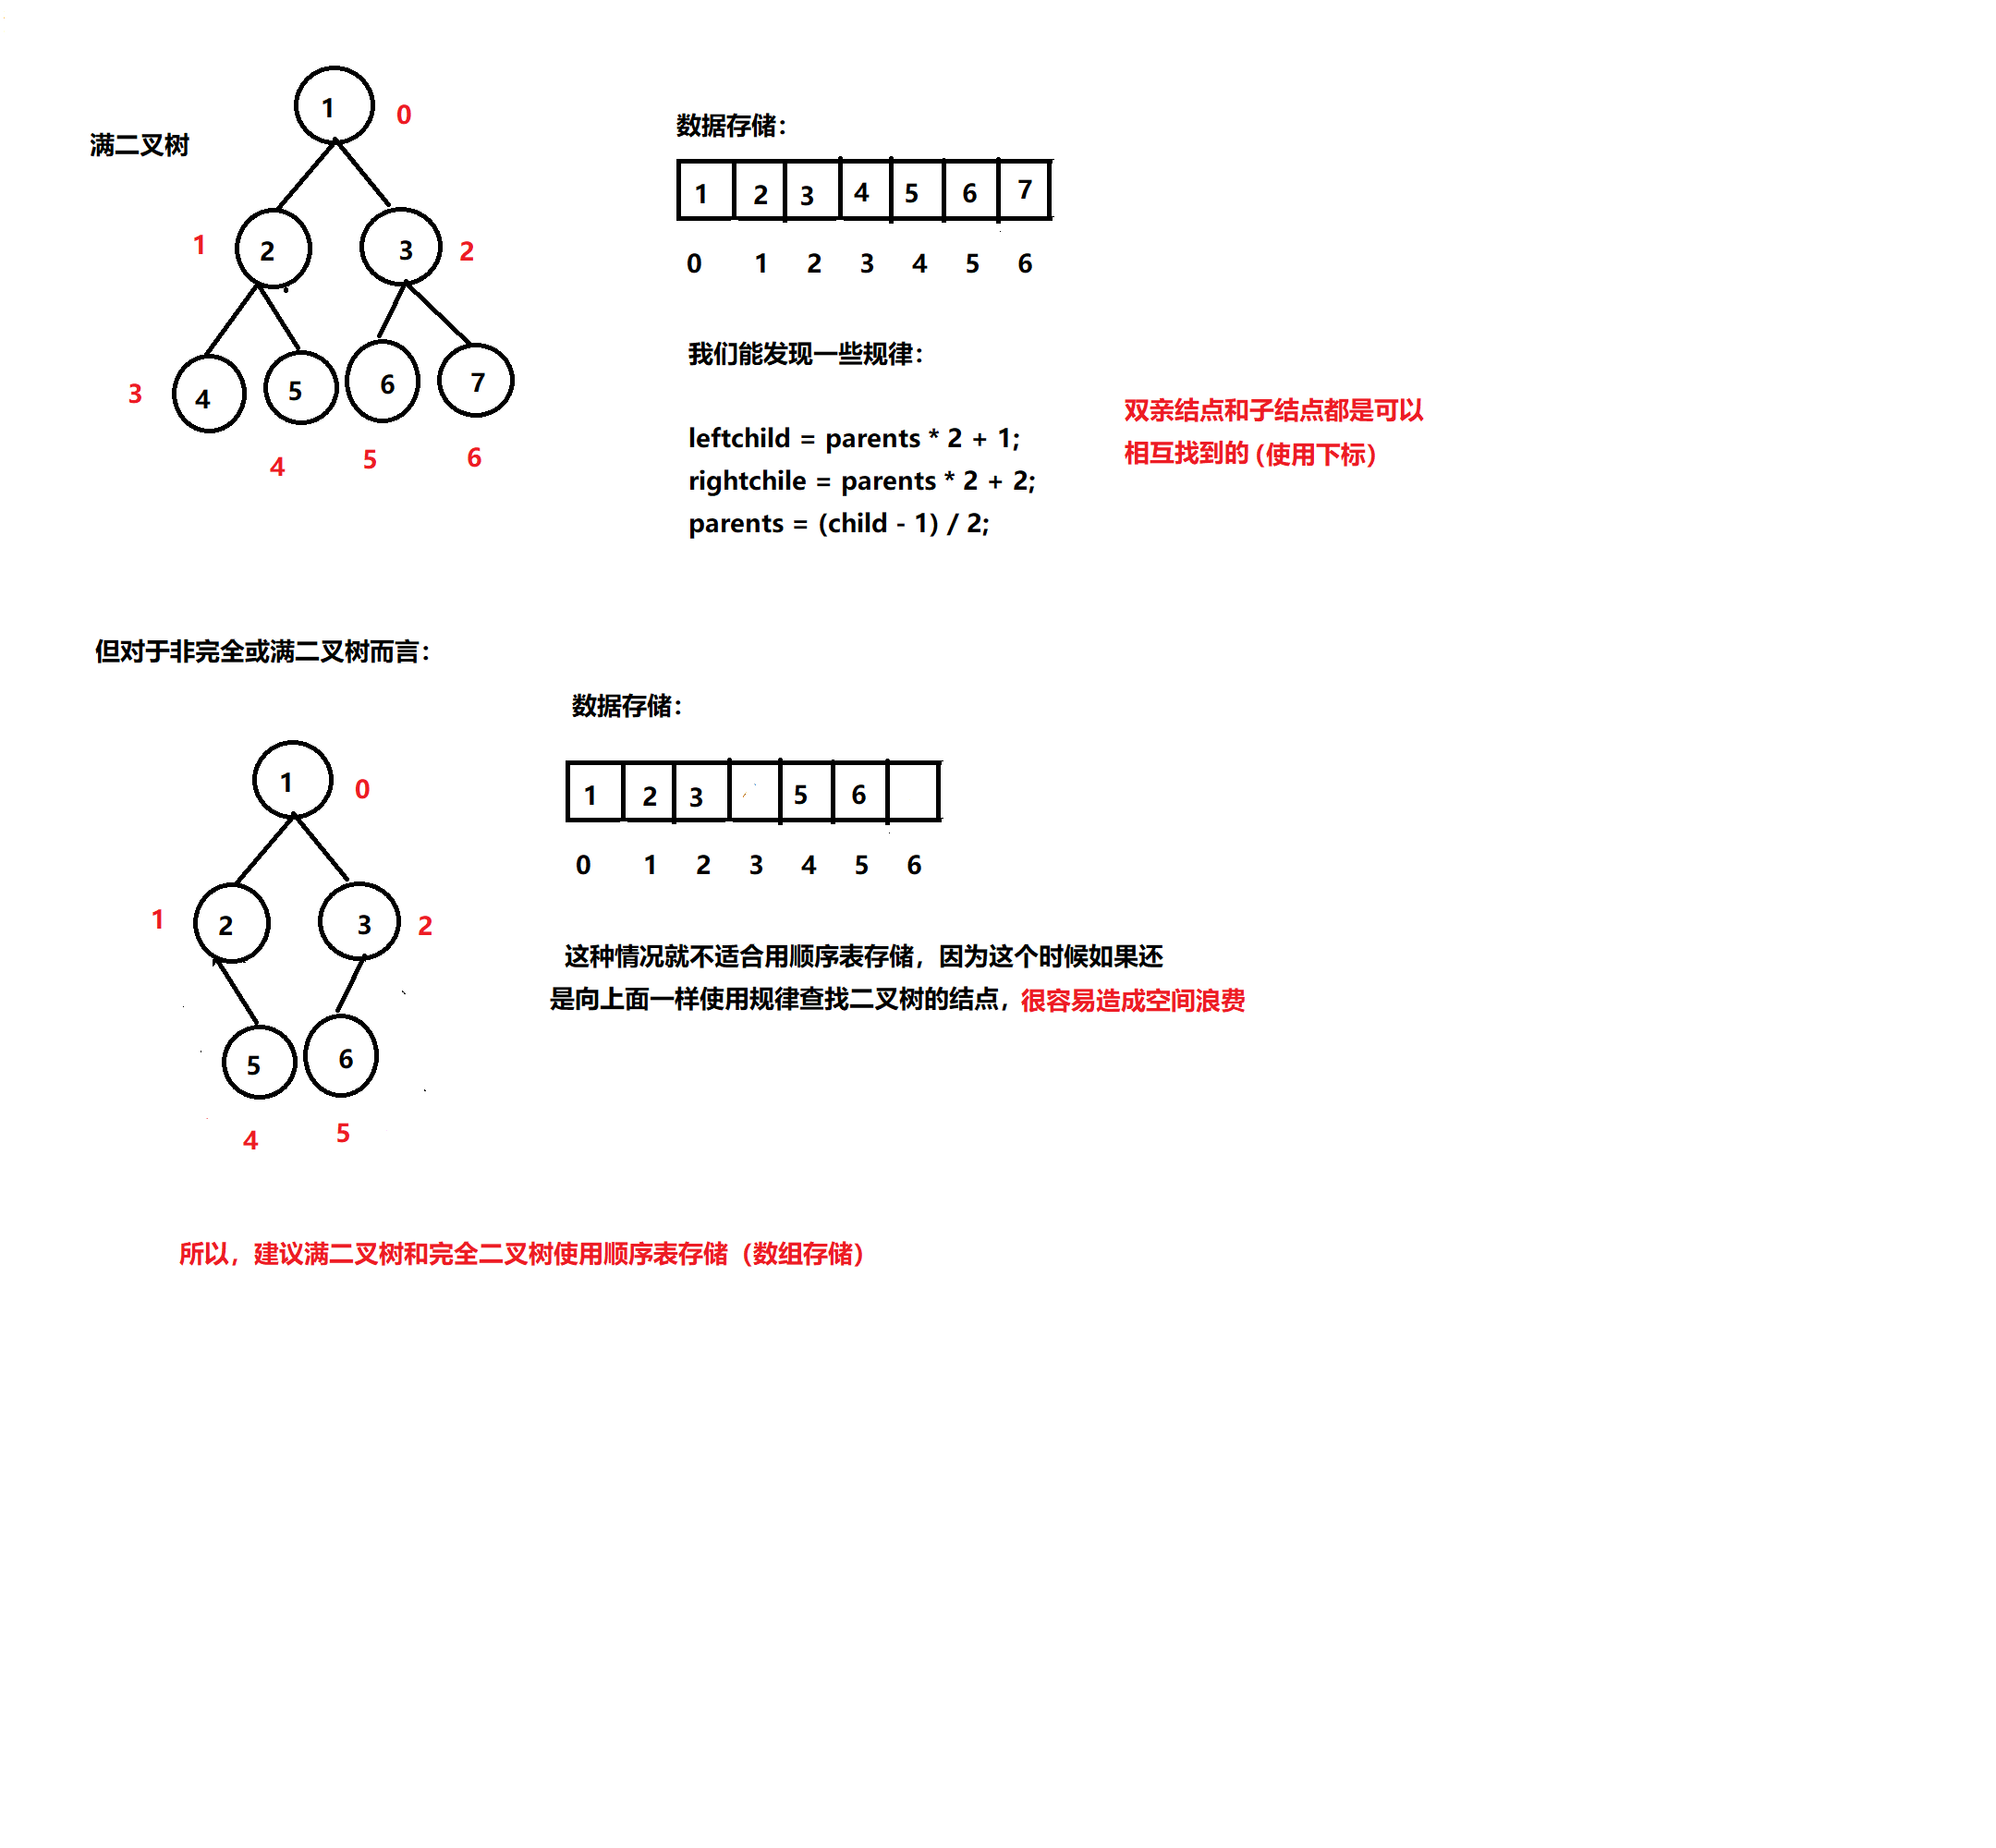 满二叉树
1
0
1
2
3
2
3
4
5
6
7
4
5
6
数据存储：
1 2 3 4 5 6 7
0 1 2 3 4 5 6
我们能发现一些规律：
leftchild = parents * 2 + 1;
rightchile = parents * 2 + 2;
parents = (child - 1) / 2;
双亲结点和子结点都是可以
相互找到的 (使用下标)
但对于非完全或满二叉树而言：
1
0
1
2
3
2
5
6
4
5
数据存储：
1 2 3 5 6
0 1 2 3 4 5 6
这种情况就不适合用顺序表存储，因为这个时候如果还
是向上面一样使用规律查找二叉树的结点，很容易造成空间浪费
所以，建议满二叉树和完全二叉树使用顺序表存储（数组存储）